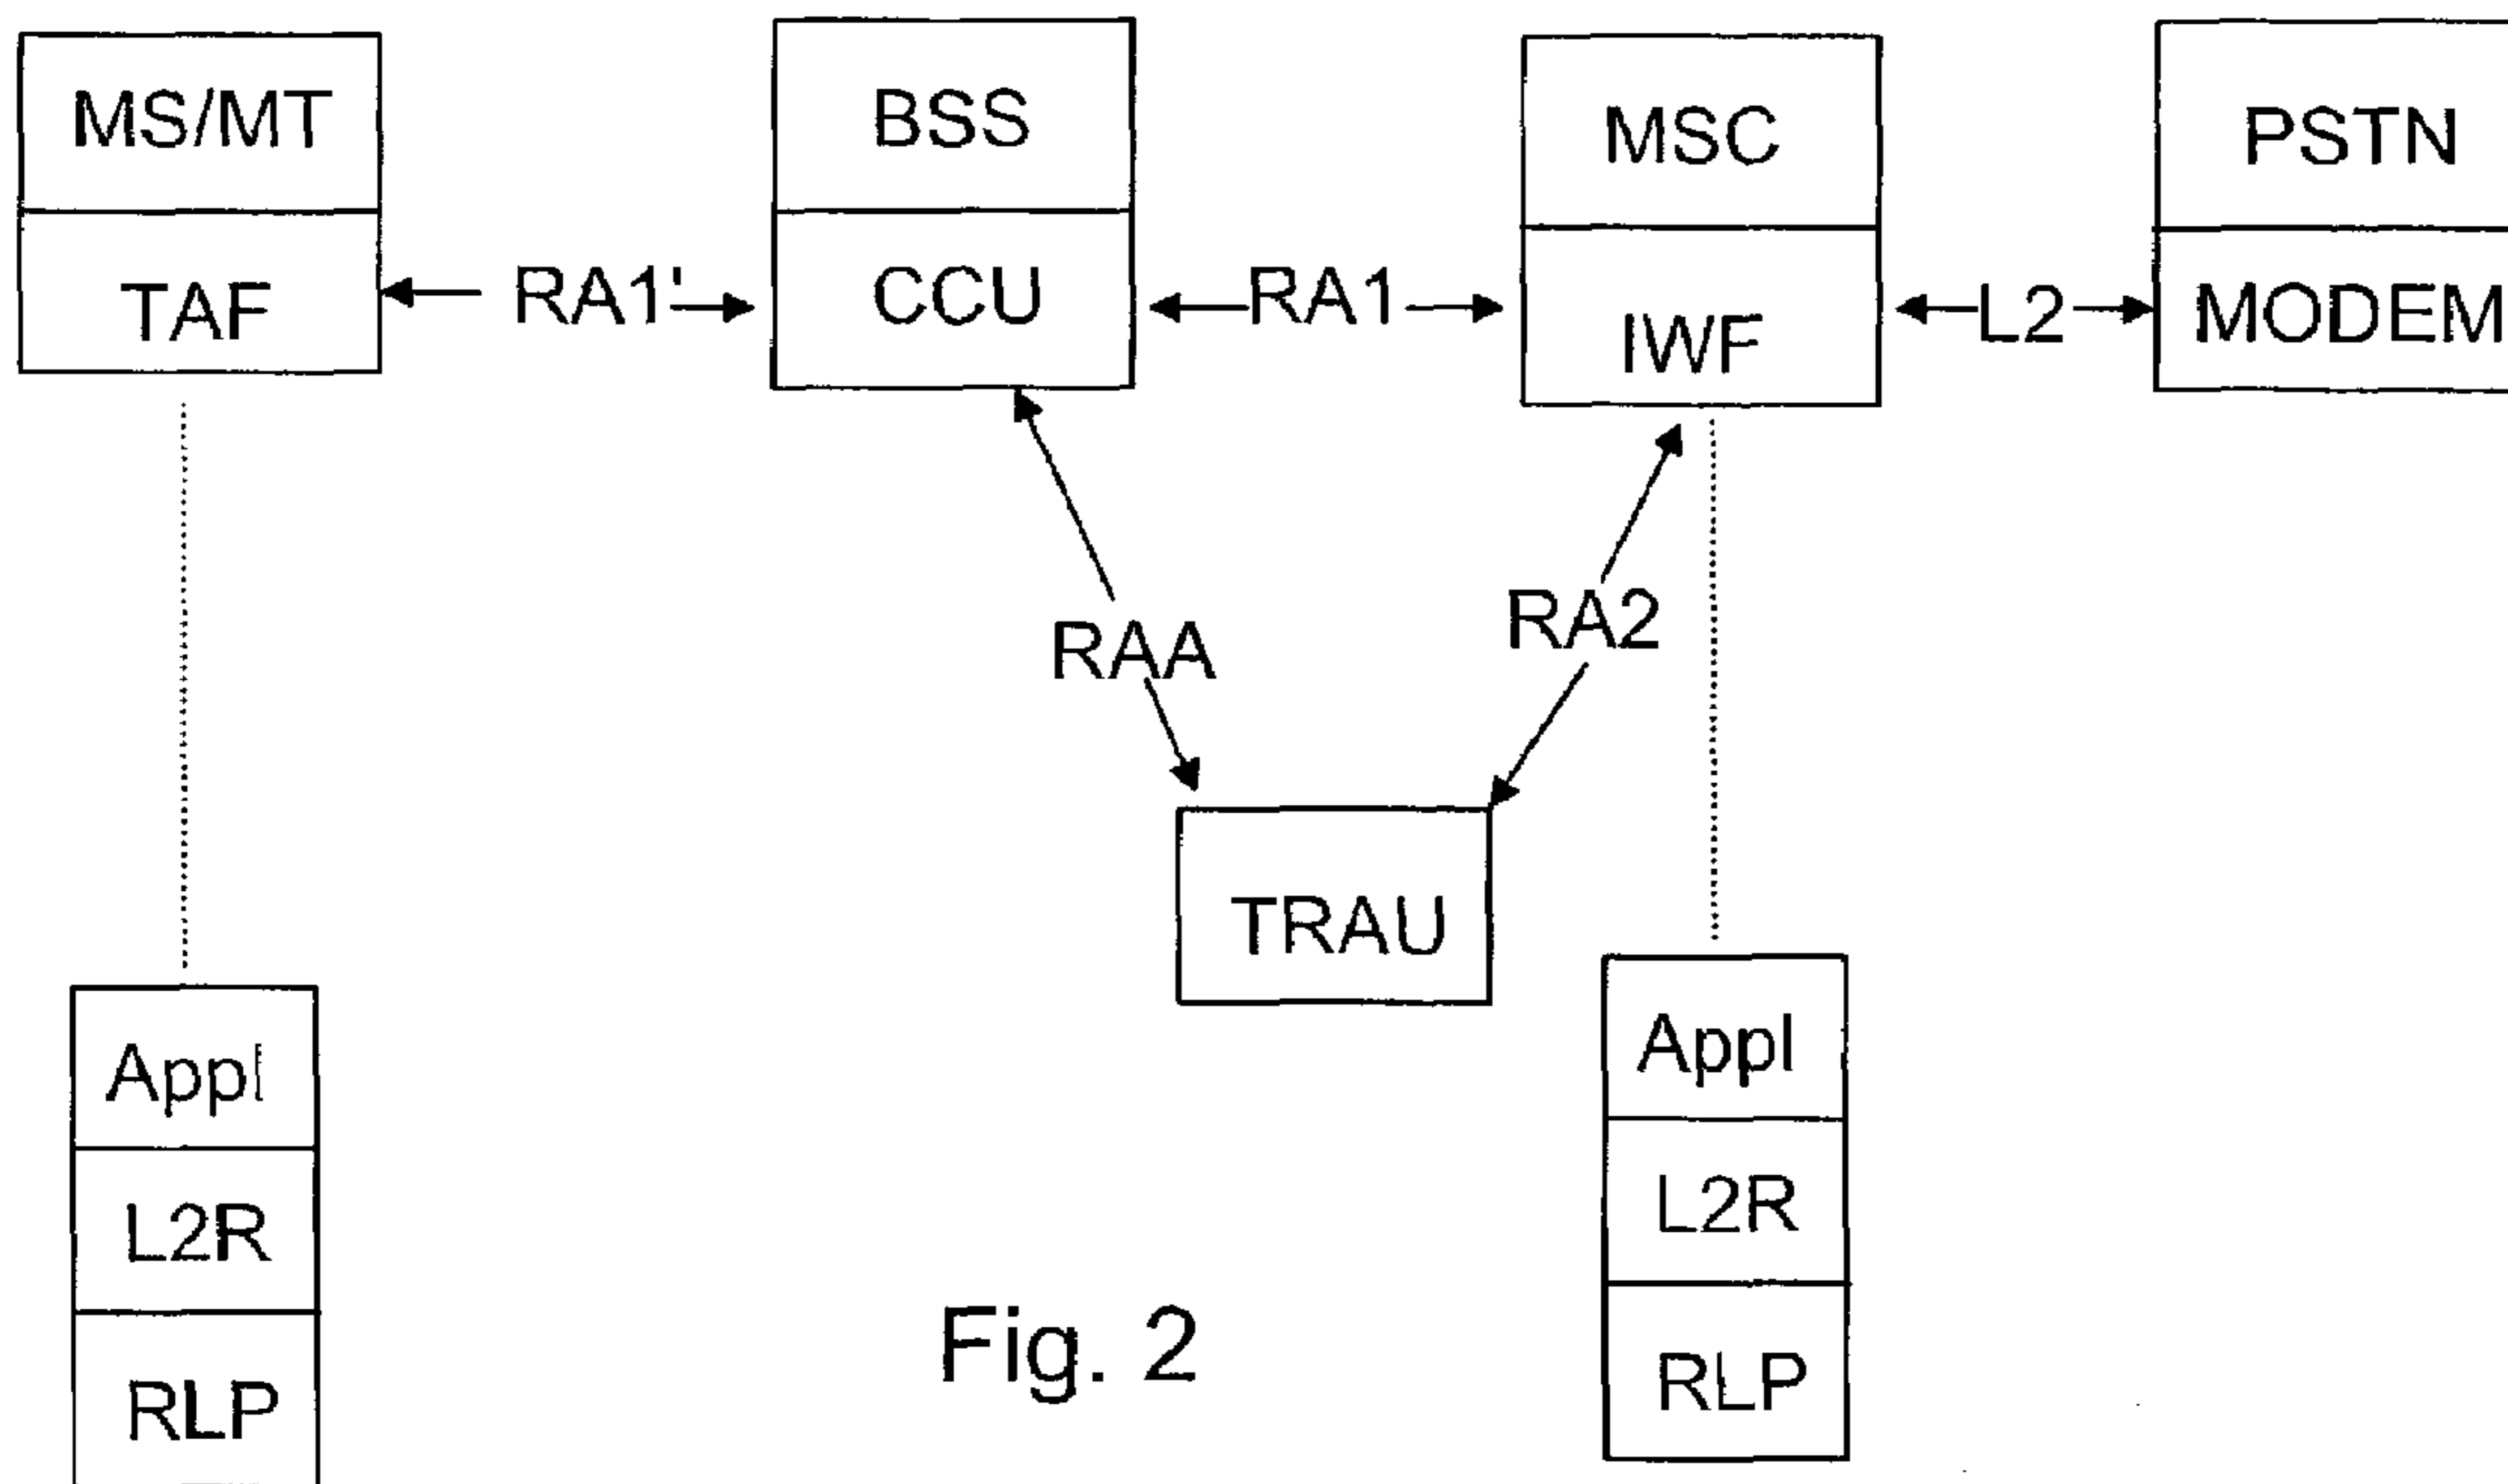 MS/MT
BSS
MSC
PSTN
TAF
RA1'
CCU
RA1
IWF
L2
MODEM
RAA
RA2
TRAU
Appl
L2R
RLP
Appl
L2R
RLP
Fig. 2